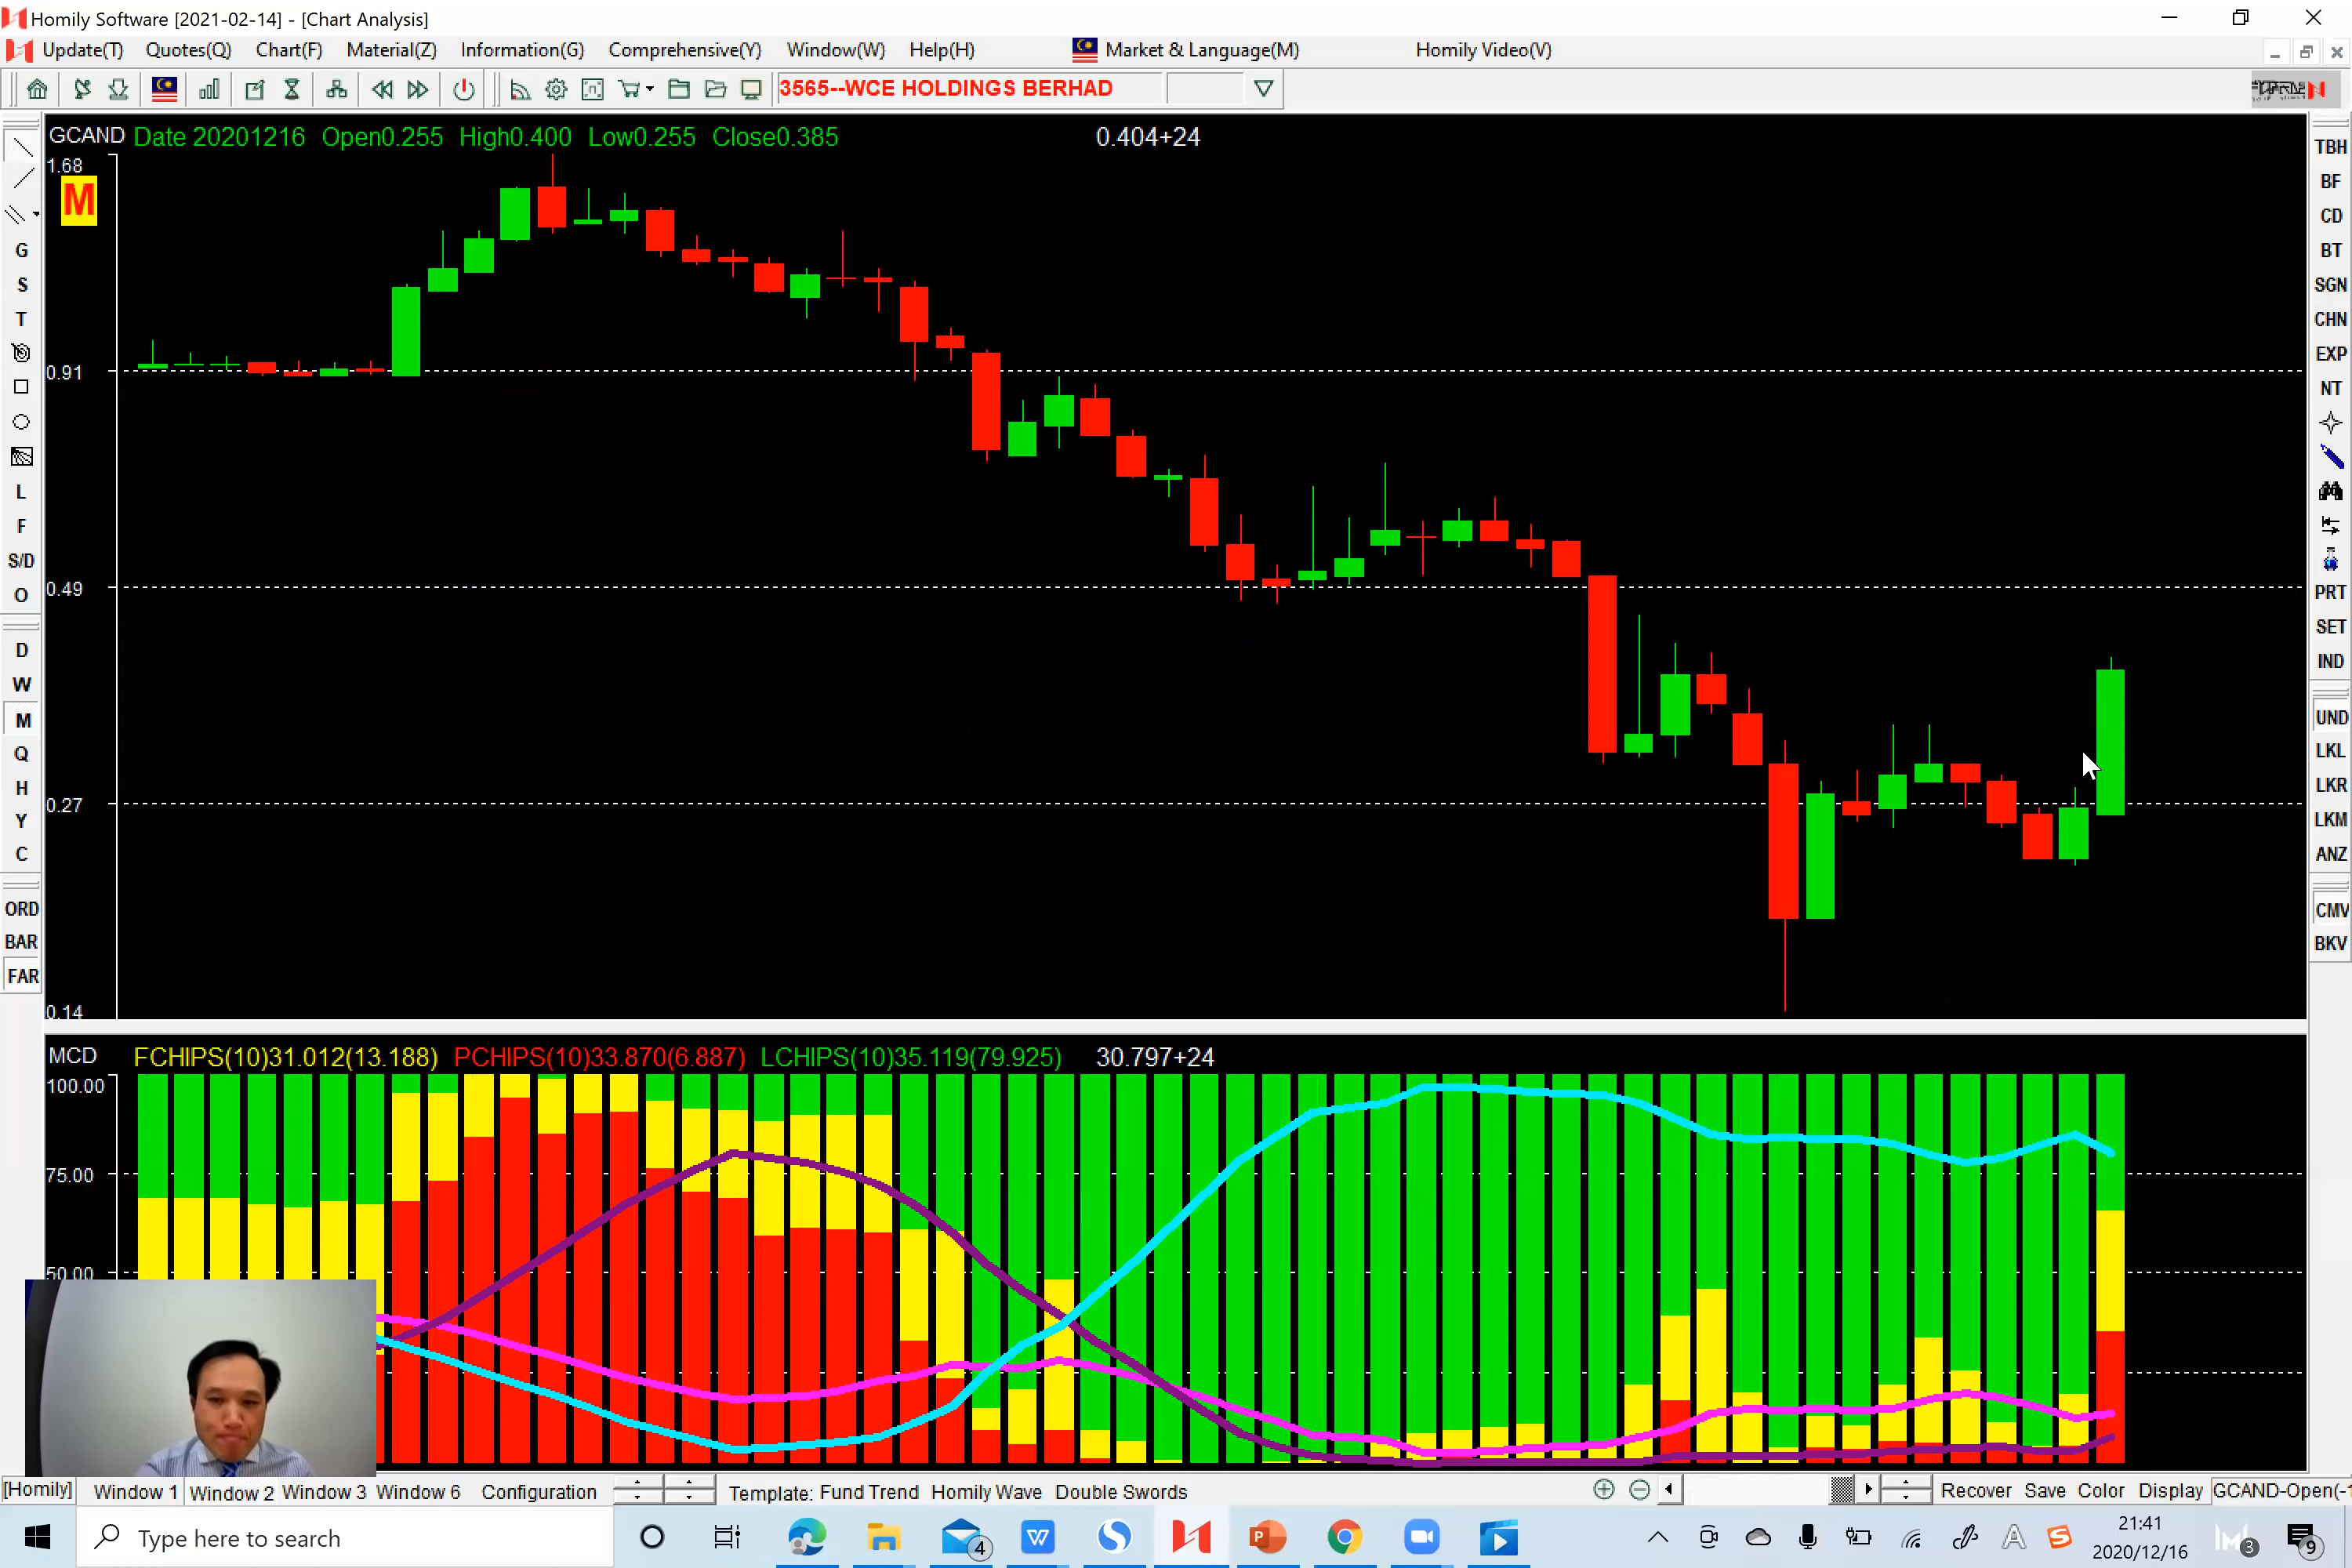 Homily Software [2021-02-14] - [Chart Analysis]
Update(T) Quotes(Q) Chart(F) Material(Z) Information(G) Comprehensive(Y) Window(W) Help(H) Market & Language(M) Homily Video(V)
3565--WCE HOLDINGS BERHAD
GCAND Date 20201216 Open0.255 High0.400 Low0.255 Close0.385 0.404+24
1.68
M
0.91
0.49
0.27
0.14
G
S
T
L
F
S/D
O
D
W
M
Q
H
Y
C
ORD
BAR
FAR
TBH
BF
CD
BT
SGN
CHN
EXP
NT
PRT
SET
IND
UND
LKL
LKR
LKM
ANZ
CMV
BKV
MCD FCHIPS(10)31.012(13.188) PCHIPS(10)33.870(6.887) LCHIPS(10)35.119(79.925) 30.797+24
100.00
75.00
50.00
[Homily] Window 1 Window 2 Window 3 Window 6 Configuration Template: Fund Trend Homily Wave Double Swords Recover Save Color Display GCAND-Open(-1
Type here to search
4
21:41
2020/12/16
3
9